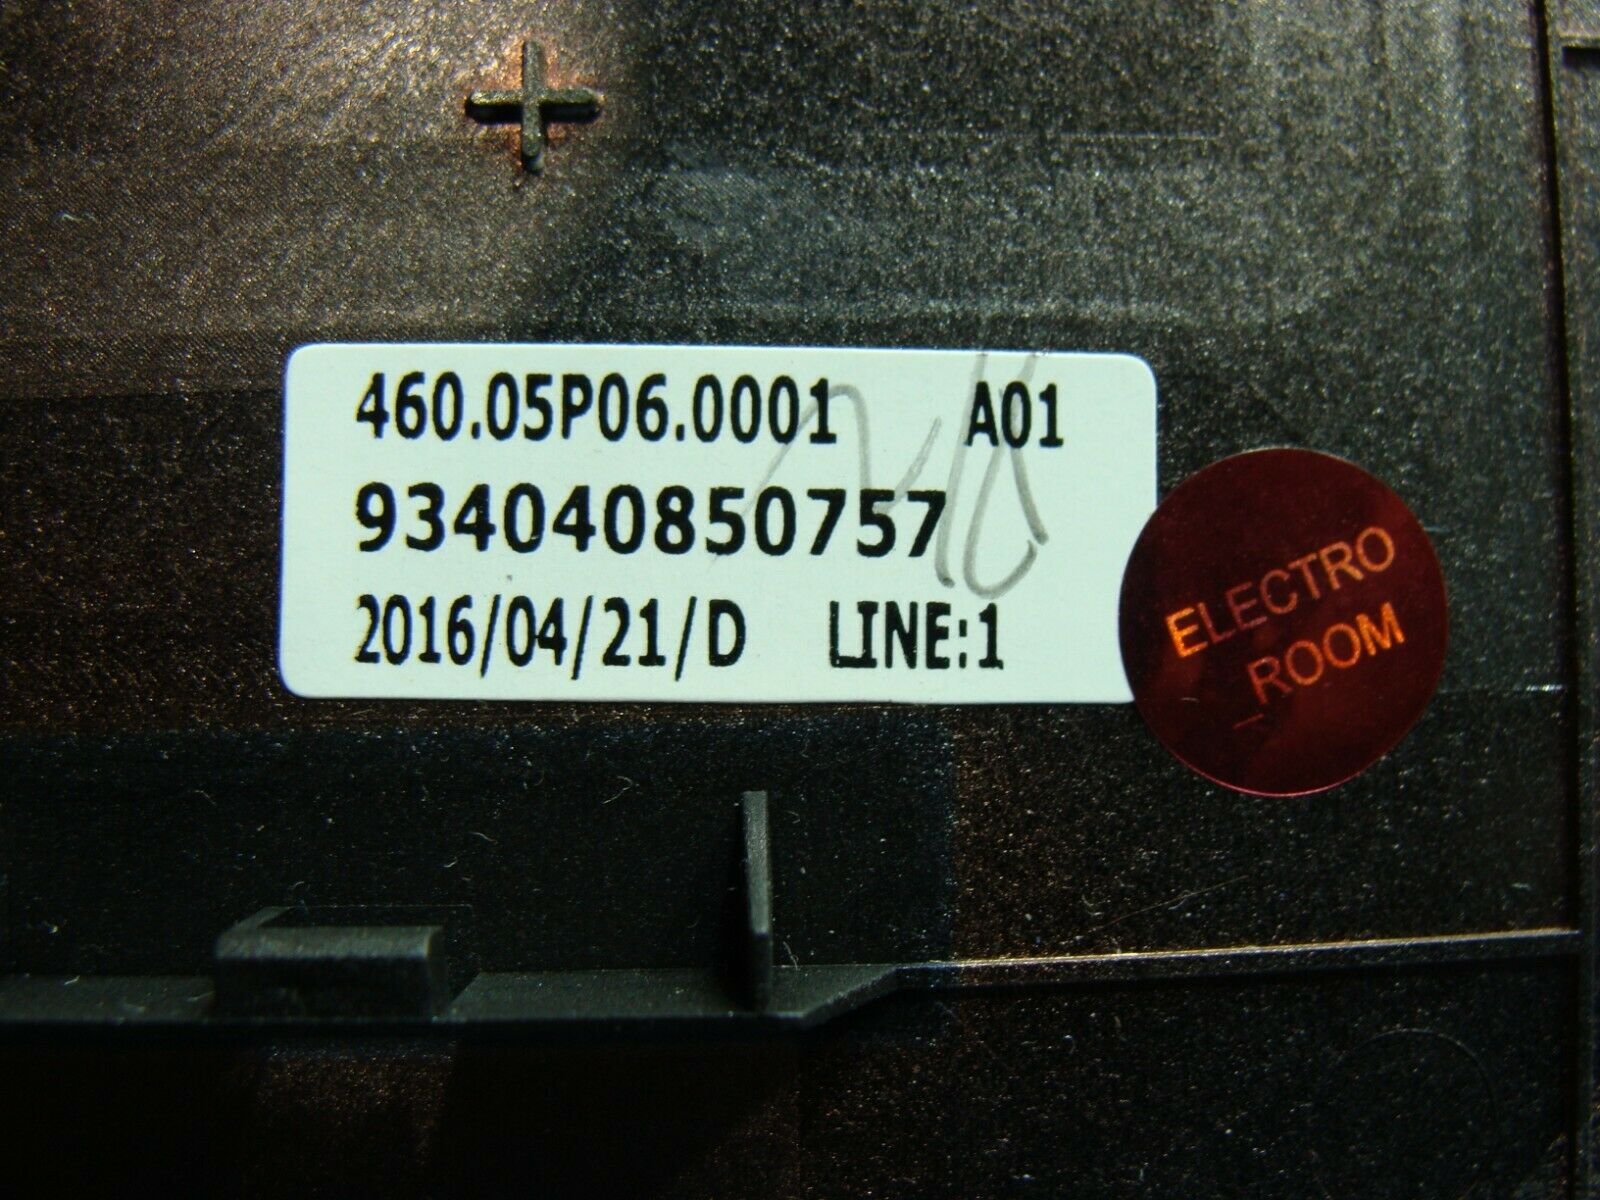 460.05P06.0001 A01
934040850757
2016/04/21/D LINE:1
ELECTRO
_ROOM